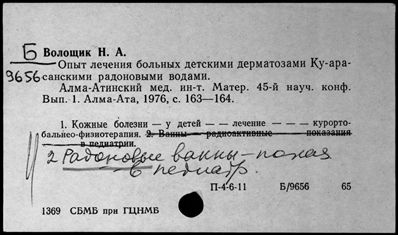 Б Волощик Н. А.
Опыт лечения больных детскими дерматозами Ку-ара-
9656 санскими радоновыми водами.
Алма-Атинский мед. ин-т. Матер. 45-й науч. конф.
Вып. 1. Алма-Ата, 1976, с. 163—164.
1. Кожные болезни — у детей — — лечение — — — курорто-
бальнео-физиотерапия. 2. Ванны — радиоактивные — показания
в педиатрии.
2 Радоновые ванны - показ.
в педиатр.
П-4-6-11 Б/9656 65
1369 СБМБ при ГЦНМБ